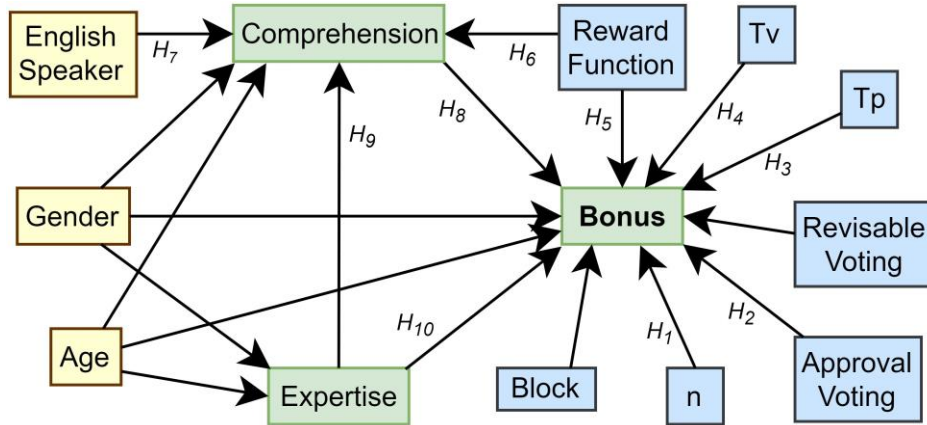 English
Speaker
H7
Comprehension
H6
Reward
Function
Tv
Tp
H9
H8
H5
H4
H3
Gender
Bonus
Revisable
Voting
Age
H10
Expertise
Block
H1
n
H2
Approval
Voting